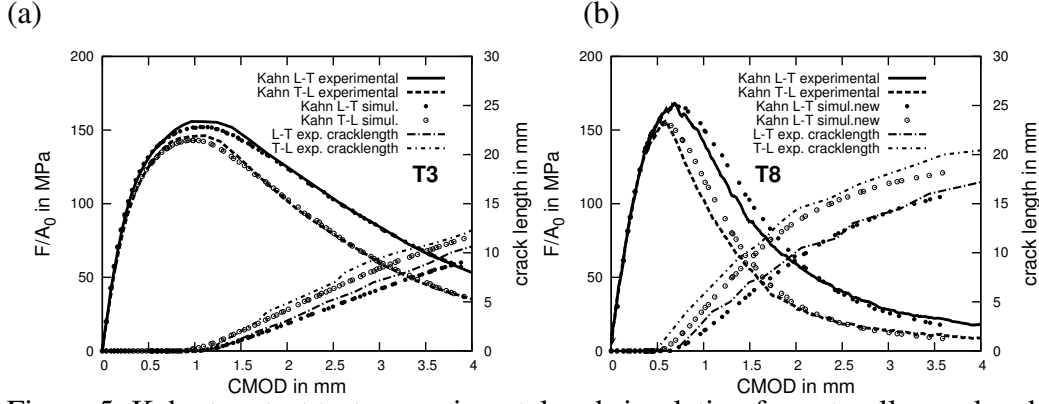 (a)
200
150
100
50
0
F/A0 in MPa
30
25
20
15
10
5
0
crack length in mm
Kahn L-T experimental
Kahn T-L experimental
Kahn L-T simul.
Kahn T-L simul.
L-T exp. cracklength
T-L exp. cracklength
T3
0 0.5 1 1.5 2 2.5 3 3.5 4
CMOD in mm
(b)
200
150
100
50
0
F/A0 in MPa
30
25
20
15
10
5
0
crack length in mm
Kahn L-T experimental
Kahn T-L experimental
Kahn L-T simul.new
Kahn L-T simul.new
L-T exp. cracklength
T-L exp. cracklength
T8
0 0.5 1 1.5 2 2.5 3 3.5 4
CMOD in mm